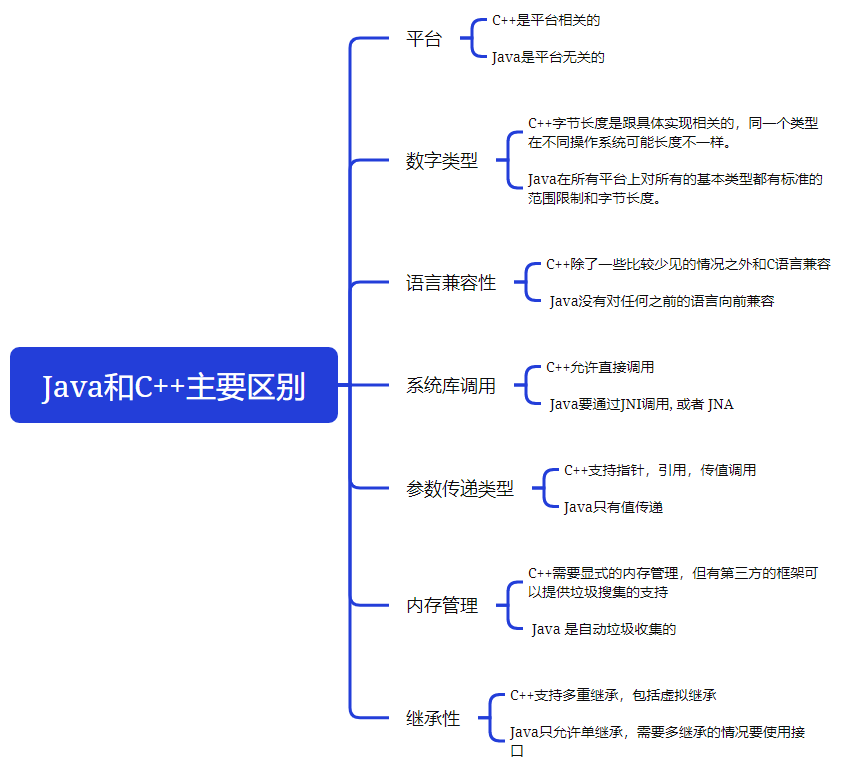 Java和C++主要区别
平台
C++是平台相关的
Java是平台无关的
数字类型
C++字节长度是跟具体实现相关的，同一个类型
在不同操作系统可能长度不一样。
Java在所有平台上对所有的基本类型都有标准的
范围限制和字节长度。
语言兼容性
C++除了一些比较少见的情况之外和C语言兼容
Java没有对任何之前的语言向前兼容
系统库调用
C++允许直接调用
Java要通过JNI调用, 或者 JNA
参数传递类型
C++支持指针，引用，传值调用
Java只有值传递
内存管理
C++需要显式的内存管理，但有第三方的框架可
以提供垃圾搜集的支持
Java 是自动垃圾收集的
继承性
C++支持多重继承，包括虚拟继承
Java只允许单继承，需要多继承的情况要使用接
口